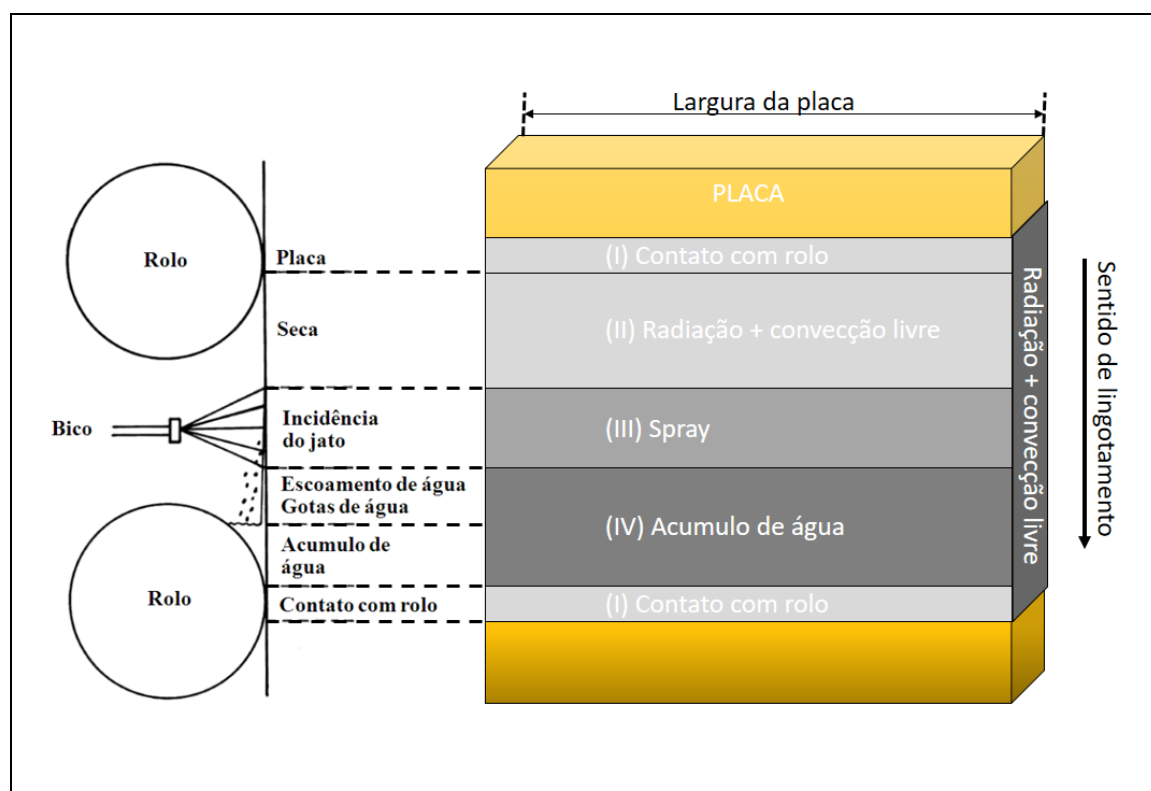 Largura da placa
PLACA
Rolo
Placa
(I) Contato com rolo
Seca
(II) Radiação + convecção livre
Bico
Incidência
do jato
(III) Spray
Escoamento de água
Gotas de água
(IV) Acumulo de água
Acumulo de
água
Rolo
Contato com rolo
(I) Contato com rolo
Radiação + convecção livre
Sentido de lingotamento